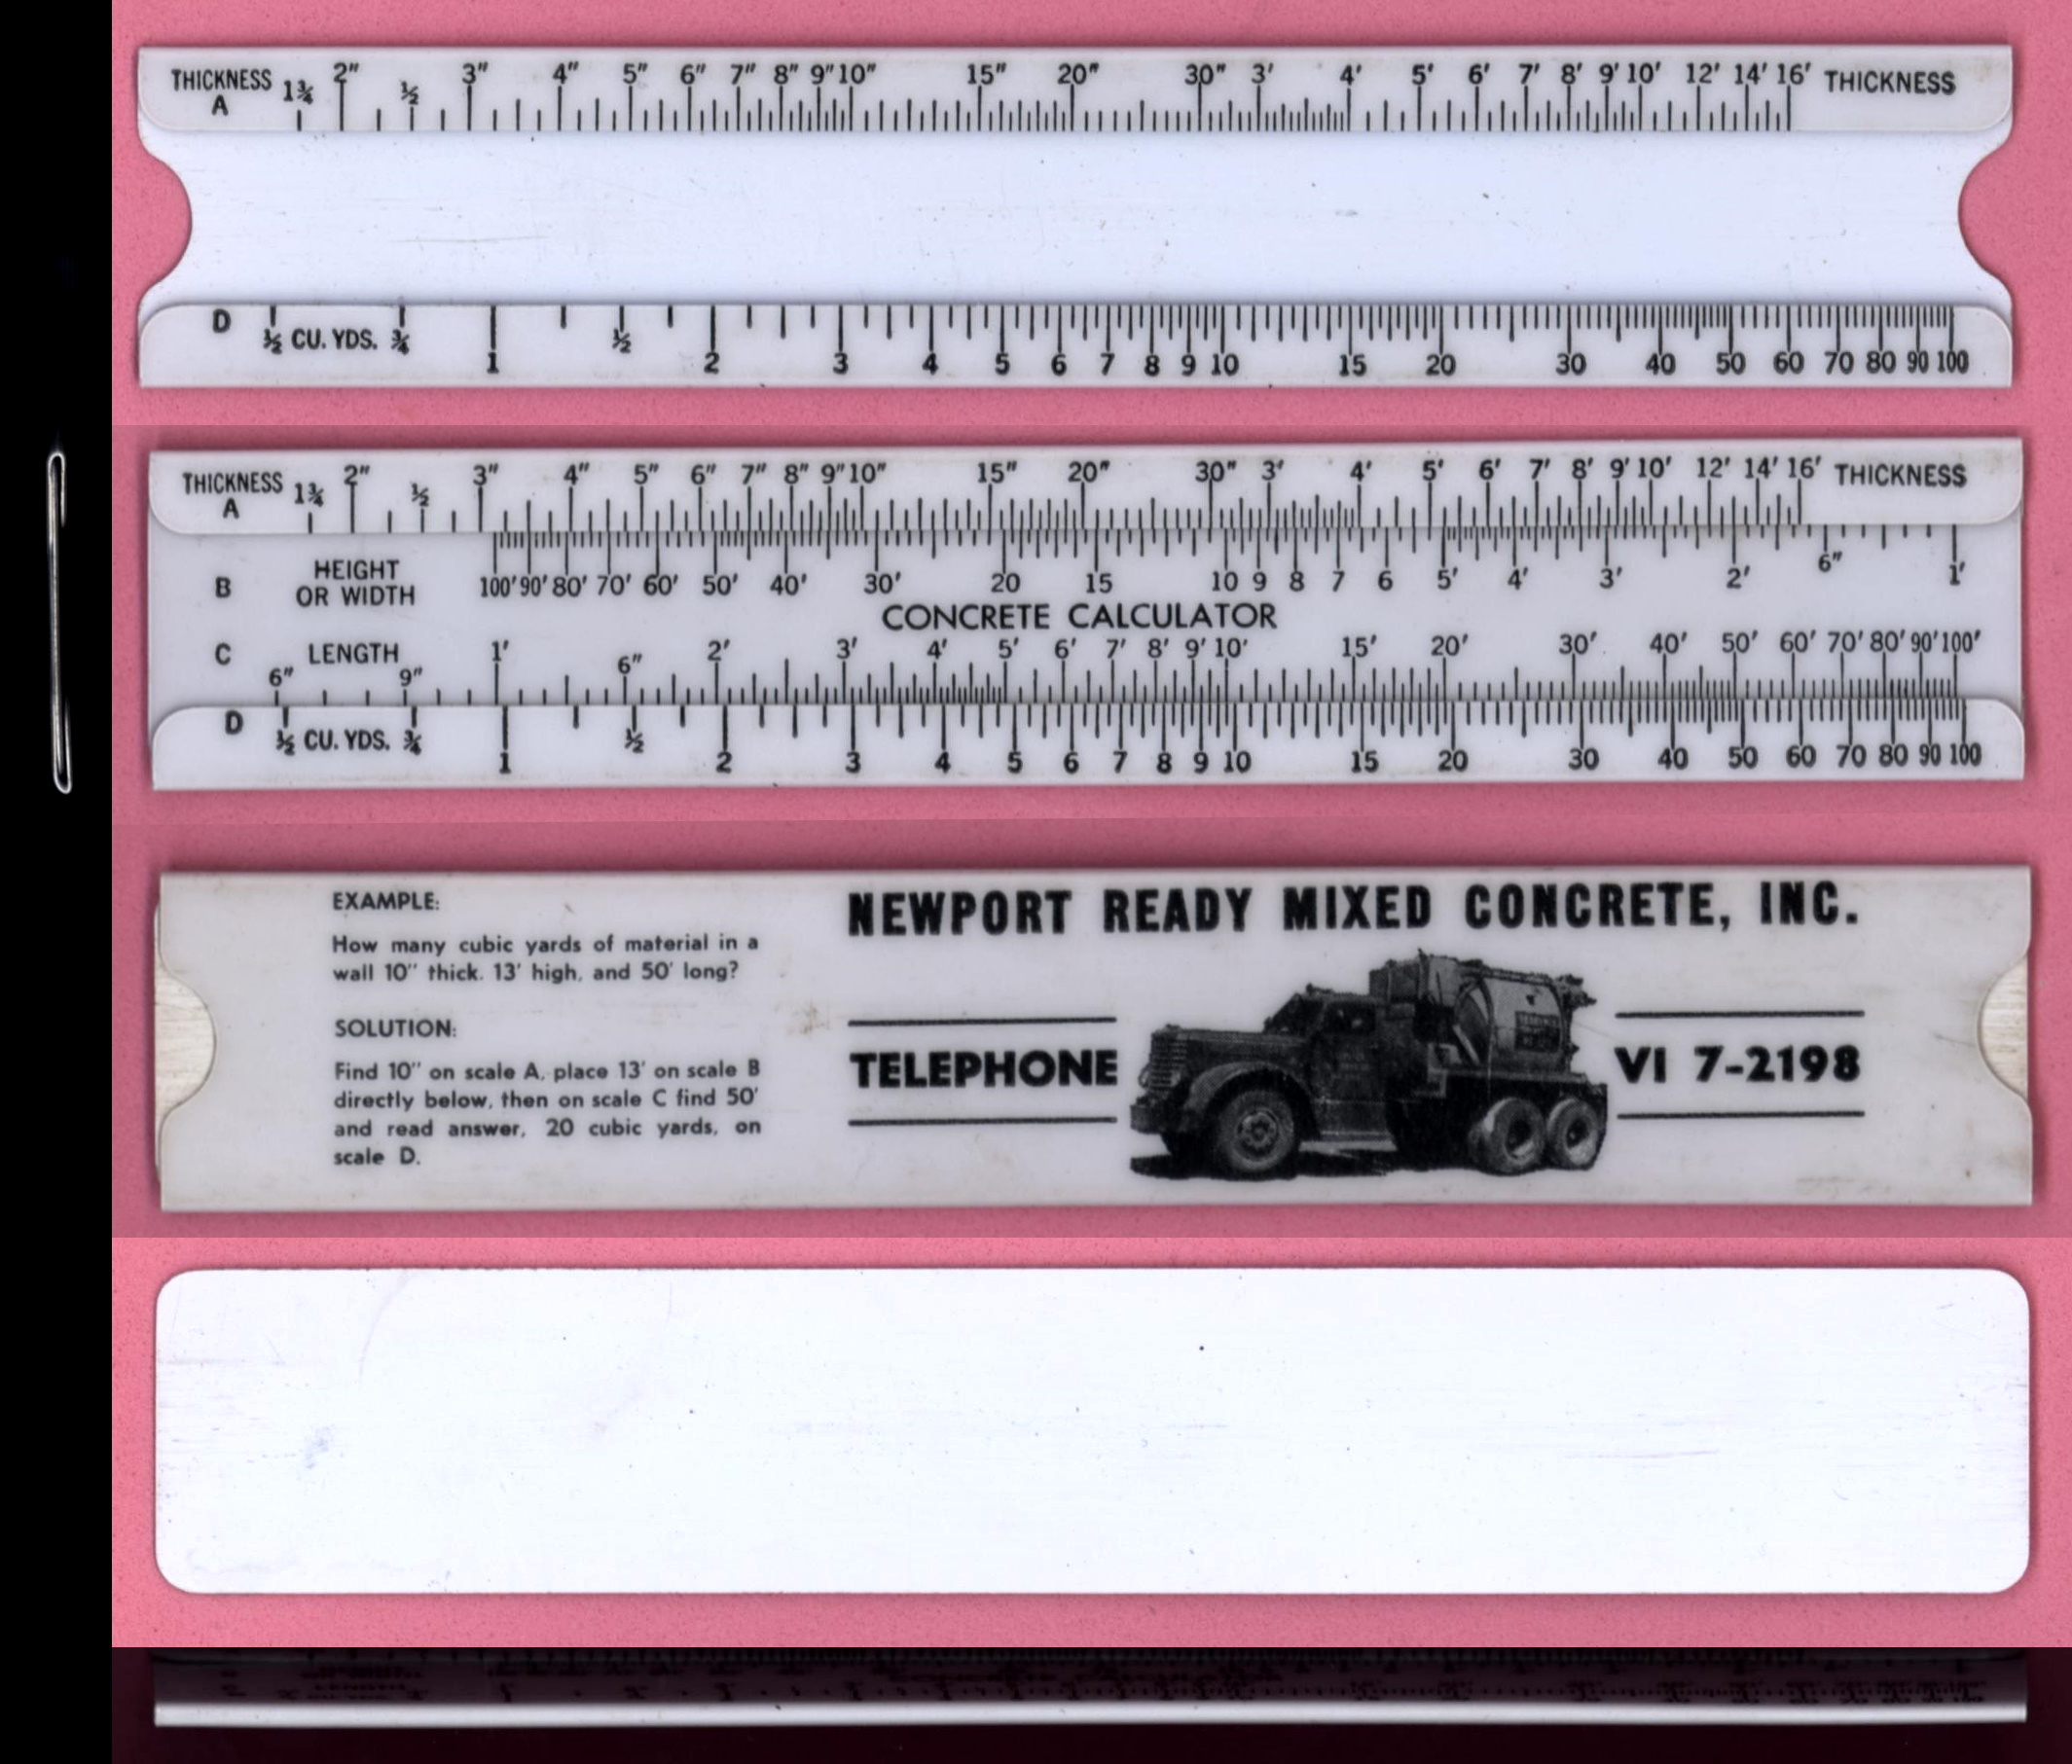 THICKNESS 1¾ 2" ½ 3" 4" 5" 6" 7" 8" 9" 10" 15" 20" 30" 3' 4' 5' 6' 7' 8' 9' 10' 12' 14' 16' THICKNESS
A
D ½ CU. YDS. ¾ 1 ½ 2 3 4 5 6 7 8 9 10 15 20 30 40 50 60 70 80 90 100
THICKNESS 1¾ 2" ½ 3" 4" 5" 6" 7" 8" 9" 10" 15" 20" 30" 3' 4' 5' 6' 7' 8' 9' 10' 12' 14' 16' THICKNESS
A
B HEIGHT OR WIDTH 100' 90' 80' 70' 60' 50' 40' 30' 20 15 10 9 8 7 6 5' 4' 3' 2' 6" 1'
CONCRETE CALCULATOR
C LENGTH 6" 9" 1' 6" 2' 3' 4' 5' 6' 7' 8' 9' 10' 15' 20' 30' 40' 50' 60' 70' 80' 90' 100'
D ½ CU. YDS. ¾ 1 ½ 2 3 4 5 6 7 8 9 10 15 20 30 40 50 60 70 80 90 100
EXAMPLE:
How many cubic yards of material in a
wall 10" thick. 13' high, and 50' long?
SOLUTION:
Find 10" on scale A, place 13' on scale B
directly below, then on scale C find 50'
and read answer, 20 cubic yards, on
scale D.
NEWPORT READY MIXED CONCRETE, INC.
TELEPHONE
VI 7-2198